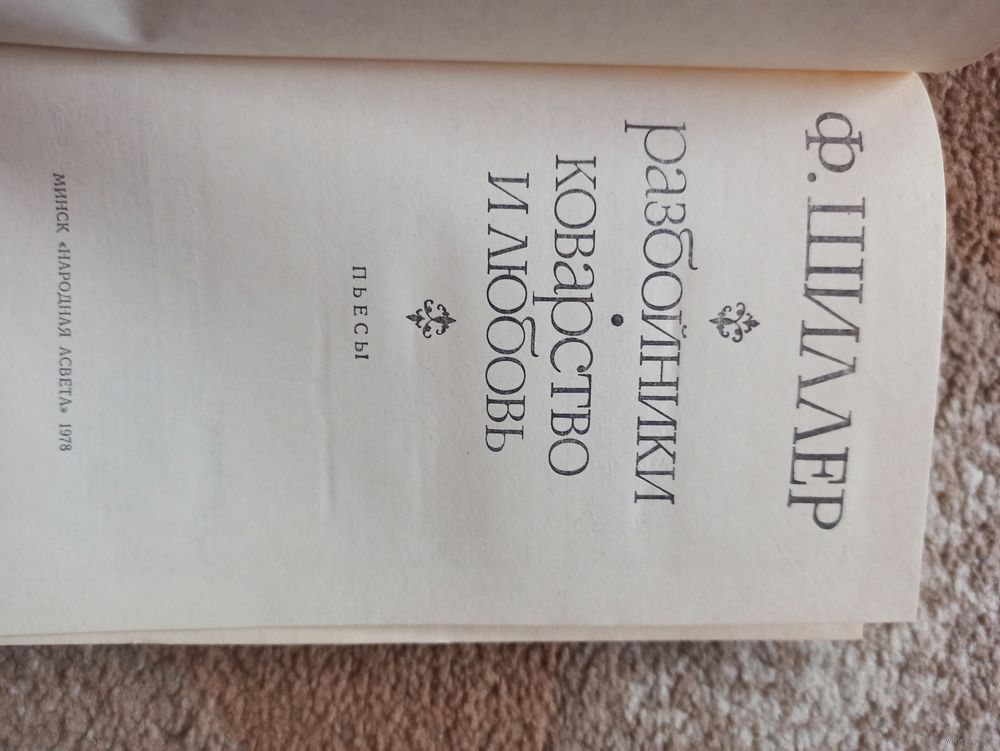 Ф. ШИЛЛЕР
разбойники
коварство
и любовь
ПЬЕСЫ
МИНСК «НАРОДНАЯ АСВЕТА» 1978